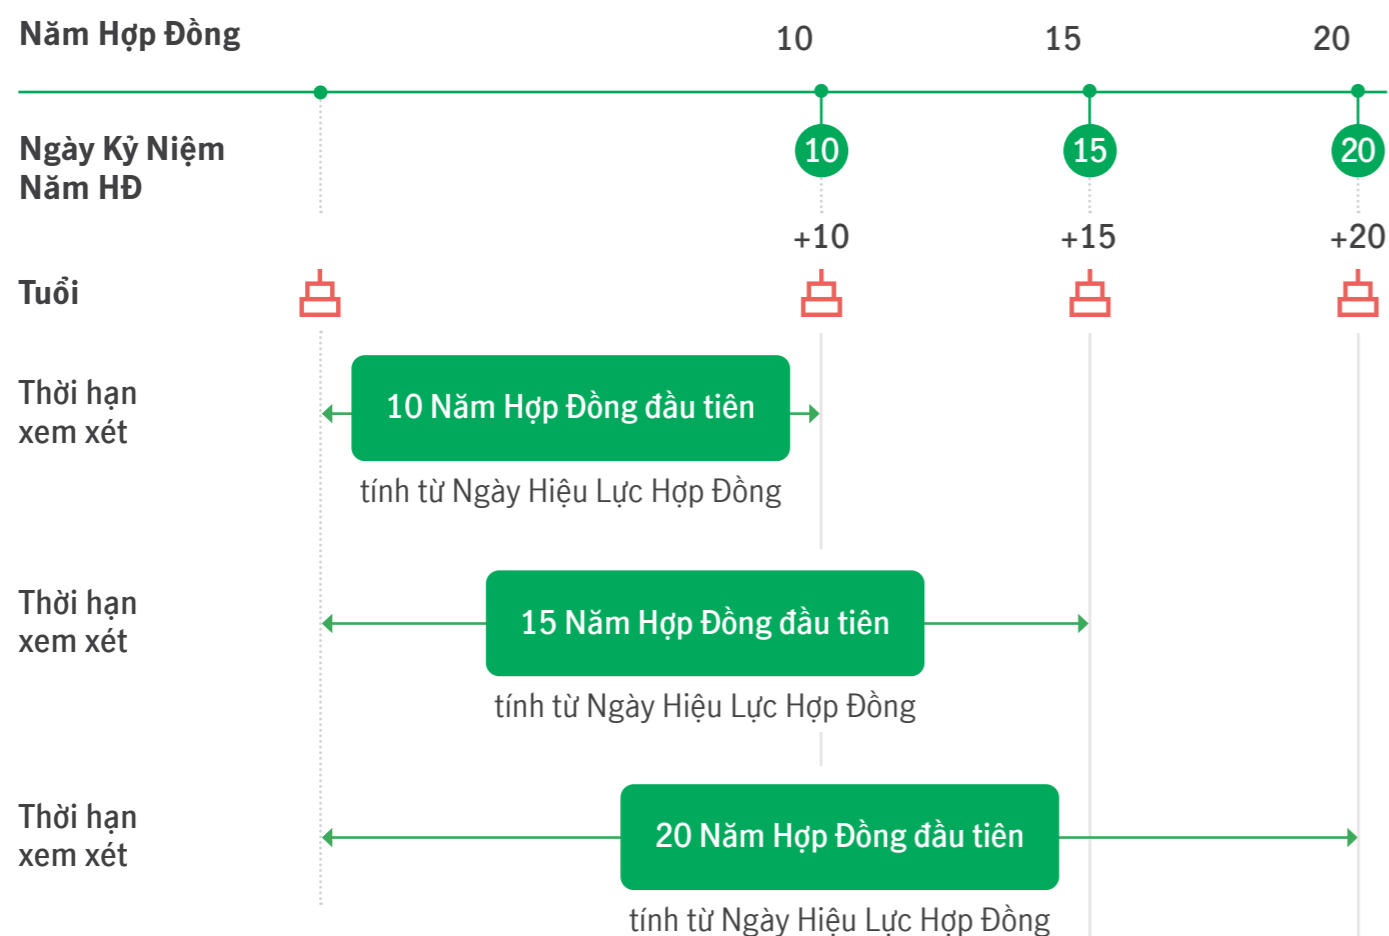 Năm Hợp Đồng 10 15 20
Ngày Kỷ Niệm
Năm HĐ
10 15 20
+10 +15 +20
Tuổi
Thời hạn
xem xét
10 Năm Hợp Đồng đầu tiên
tính từ Ngày Hiệu Lực Hợp Đồng
Thời hạn
xem xét
15 Năm Hợp Đồng đầu tiên
tính từ Ngày Hiệu Lực Hợp Đồng
Thời hạn
xem xét
20 Năm Hợp Đồng đầu tiên
tính từ Ngày Hiệu Lực Hợp Đồng